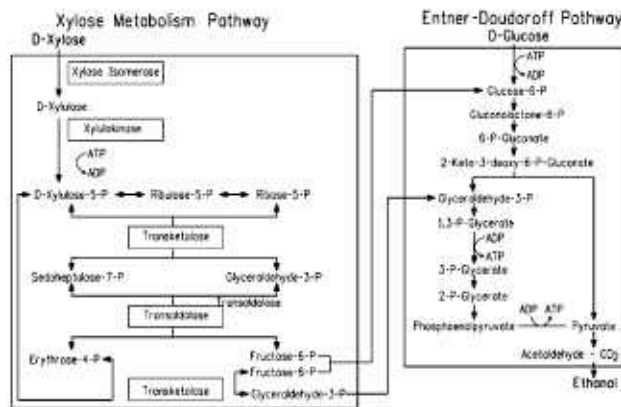 Xylose Metabolism Pathway
D-Xylose
Xylose Isomerase
D-Xylulose
Xylulokinase
ATP
ADP
D-Xylulose-5-P
Ribulose-5-P
Ribose-5-P
Transketolase
Sedoheptulose-7-P
Glyceraldehyde-3-P
Transaldolase
Transaldolase
Erythrose-4-P
Fructose-6-P
Fructose-6-P
Transketolase
Glyceraldehyde-3-P
Entner-Doudoroff Pathway
D-Glucose
ATP
ADP
Glucose-6-P
Gluconolactone-6-P
6-P-Gluconate
2-Keto-3-deoxy-6-P-Gluconate
Glyceraldehyde-3-P
1,3-P-Glycerate
ADP
ATP
3-P-Glycerate
2-P-Glycerate
ADP ATP
Phosphoenolpyruvate
Pyruvate
Acetaldehyde - CO2
Ethanol